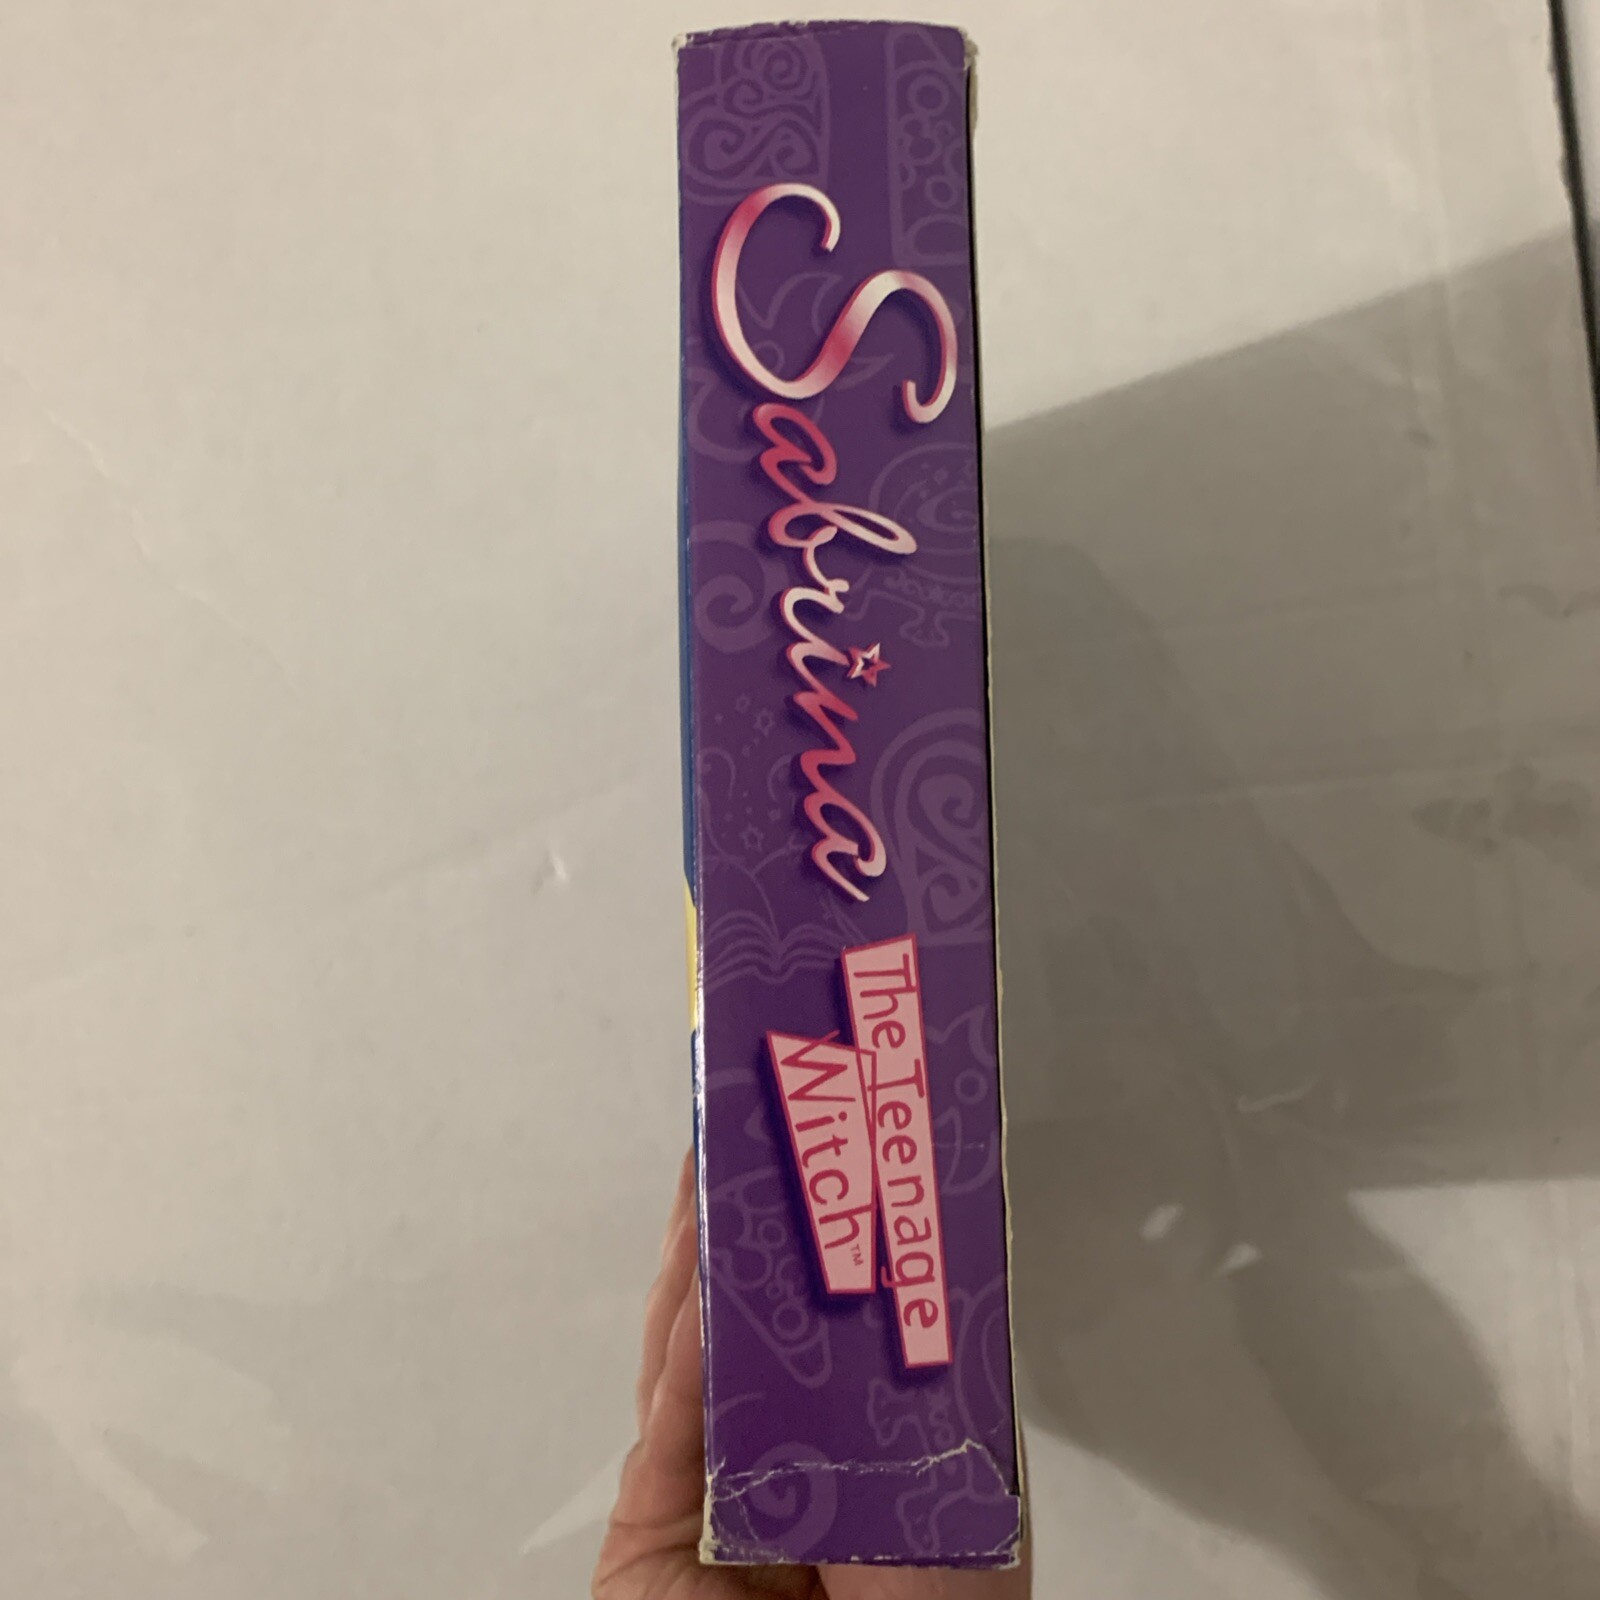 Sabrina
The Teenage
Witch™